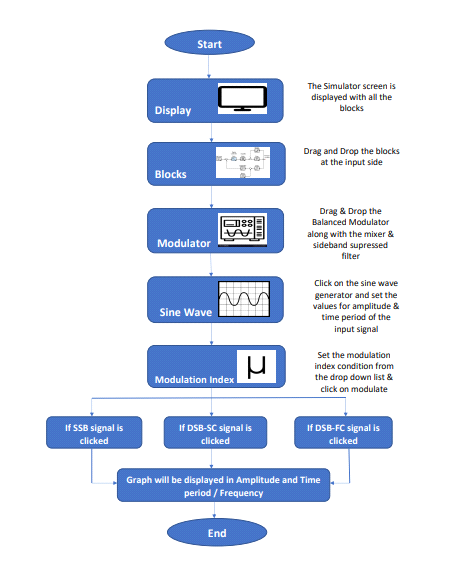 Start
Display
The Simulator screen is
displayed with all the
blocks
Blocks
Drag and Drop the blocks
at the input side
Modulator
Drag & Drop the
Balanced Modulator
along with the mixer &
sideband supressed
filter
Sine Wave
Click on the sine wave
generator and set the
values for amplitude &
time period of the
input signal
Modulation Index
μ
Set the modulation
index condition from
the drop down list &
click on modulate
If SSB signal is
clicked
If DSB-SC signal is
clicked
If DSB-FC signal is
clicked
Graph will be displayed in Amplitude and Time
period / Frequency
End